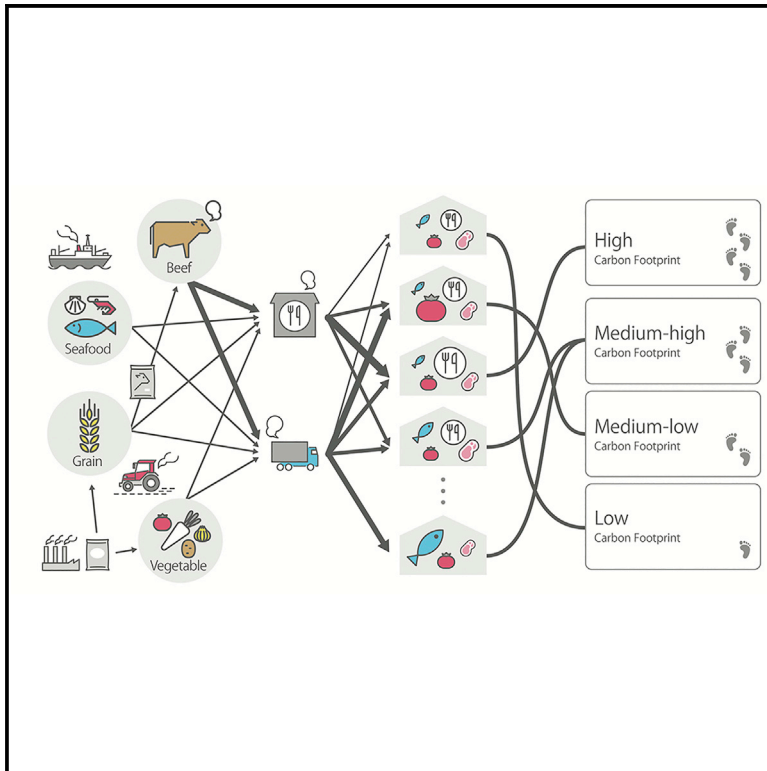 Beef
Seafood
Grain
Vegetable
High
Carbon Footprint
Medium-high
Carbon Footprint
Medium-low
Carbon Footprint
Low
Carbon Footprint